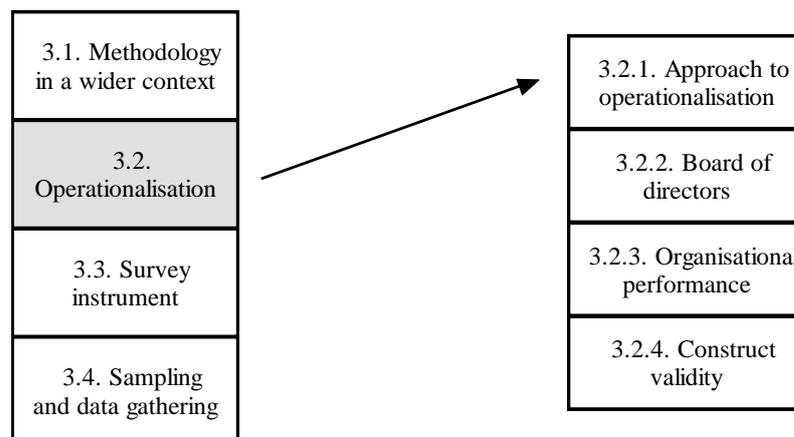 3.1. Methodology
in a wider context
3.2.
Operationalisation
3.3. Survey
instrument
3.4. Sampling
and data gathering
3.2.1. Approach to
operationalisation
3.2.2. Board of
directors
3.2.3. Organisationa
performance
3.2.4. Construct
validity